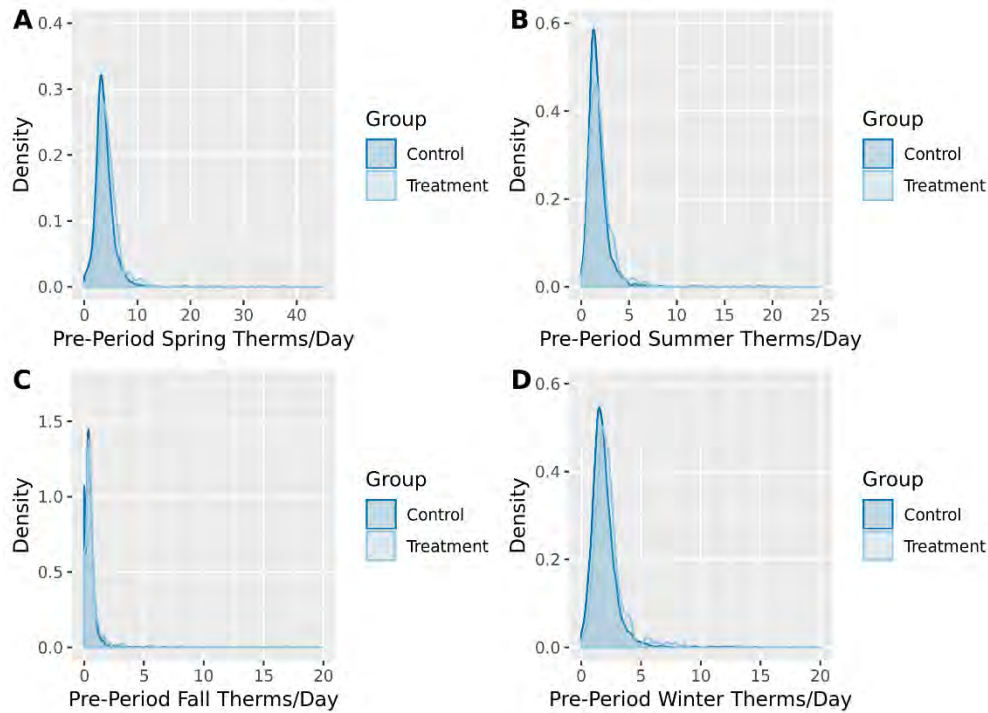 A
0.4
0.3
0.2
0.1
0.0
Density
0 10 20 30 40
Pre-Period Spring Therms/Day
Group
Control
Treatment
B
0.6
0.4
0.2
0.0
Density
0 5 10 15 20 25
Pre-Period Summer Therms/Day
Group
Control
Treatment
C
1.5
1.0
0.5
0.0
Density
0 5 10 15 20
Pre-Period Fall Therms/Day
Group
Control
Treatment
D
0.6
0.4
0.2
0.0
Density
0 5 10 15 20
Pre-Period Winter Therms/Day
Group
Control
Treatment